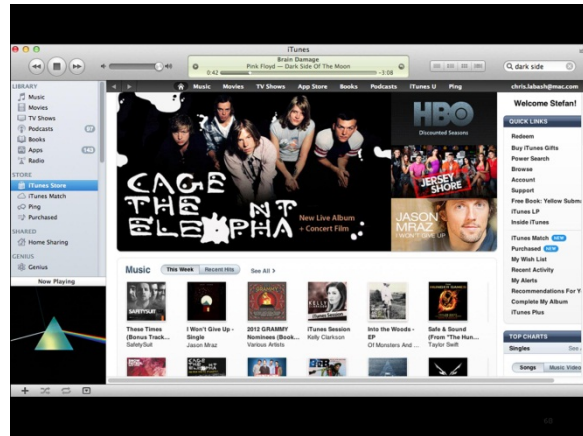 iTunes
Brain Damage
Pink Floyd — Dark Side Of The Moon
0:42
-3:08
dark side
LIBRARY
Music
Movies
TV Shows
Podcasts
Books
Apps
Radio
STORE
iTunes Store
iTunes Match
Ping
Purchased
SHARED
Home Sharing
GENIUS
Genius
Now Playing
Music Movies TV Shows App Store Books Podcasts iTunes U Ping
chris.labash@mac.com
CAGE
THE
ELEPHANT
New Live Album
+ Concert Film
HBO
Discounted Seasons
JERSEY
SHORE
JASON
MRAZ
I WON'T GIVE UP
Welcome Stefan!
QUICK LINKS
Redeem
Buy iTunes Gifts
Power Search
Browse
Account
Support
Free Book: Yellow Subm
iTunes LP
Inside iTunes
iTunes Match NEW
Purchased NEW
My Wish List
Recent Activity
My Alerts
Recommendations For Y
Complete My Album
iTunes Plus
TOP CHARTS
Singles See
Songs Music Video
Music This Week Recent Hits See All >
These Times
(Bonus Track...
SafetySuit
I Won't Give Up -
Single
Jason Mraz
2012 GRAMMY
Nominees (Book...
Various Artists
iTunes Session
Kelly Clarkson
Into the Woods -
EP
Of Monsters And ...
Safe & Sound
(From "The Hun...
Taylor Swift